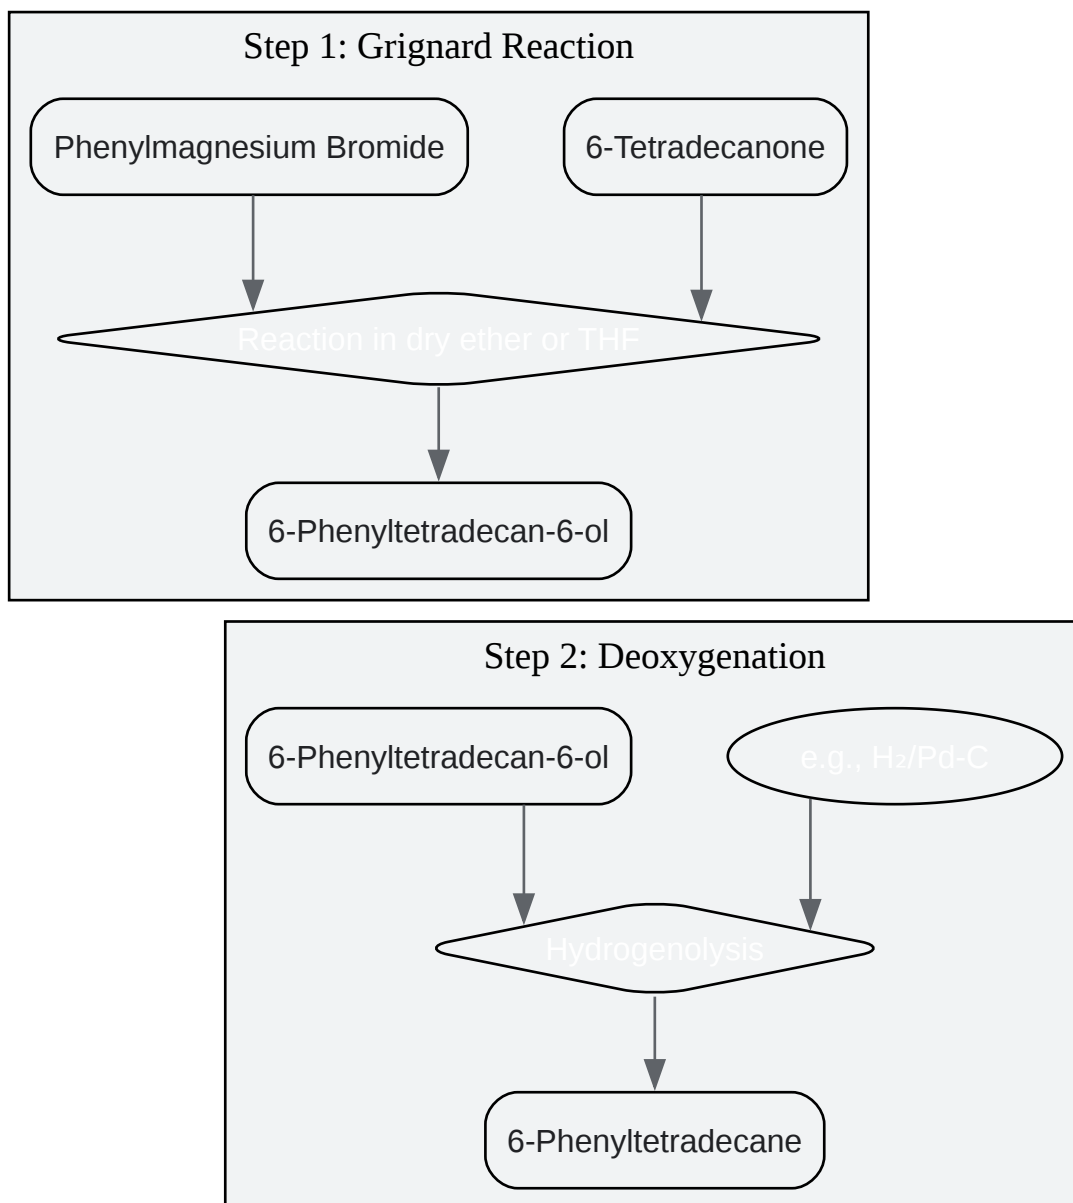 Step 1: Grignard Reaction
Phenylmagnesium Bromide
6-Tetradecanone
Reaction in dry ether or THF
6-Phenyltetradecan-6-ol
Step 2: Deoxygenation
6-Phenyltetradecan-6-ol
e.g., H₂/Pd-C
Hydrogenolysis
6-Phenyltetradecane